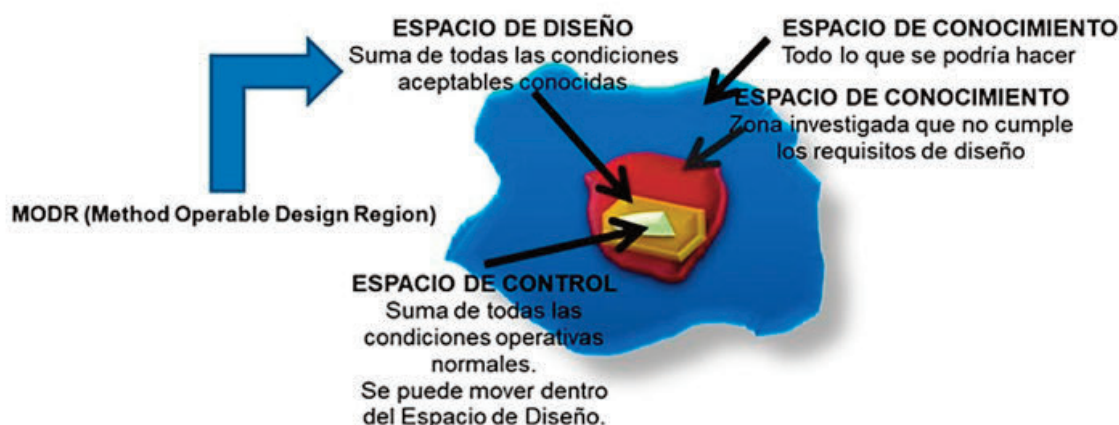 ESPACIO DE DISEÑO
Suma de todas las condiciones
aceptables conocidas
ESPACIO DE CONOCIMIENTO
Todo lo que se podría hacer
ESPACIO DE CONOCIMIENTO
Zona investigada que no cumple
los requisitos de diseño
MODR (Method Operable Design Region)
ESPACIO DE CONTROL
Suma de todas las
condiciones operativas
normales.
Se puede mover dentro
del Espacio de Diseño.